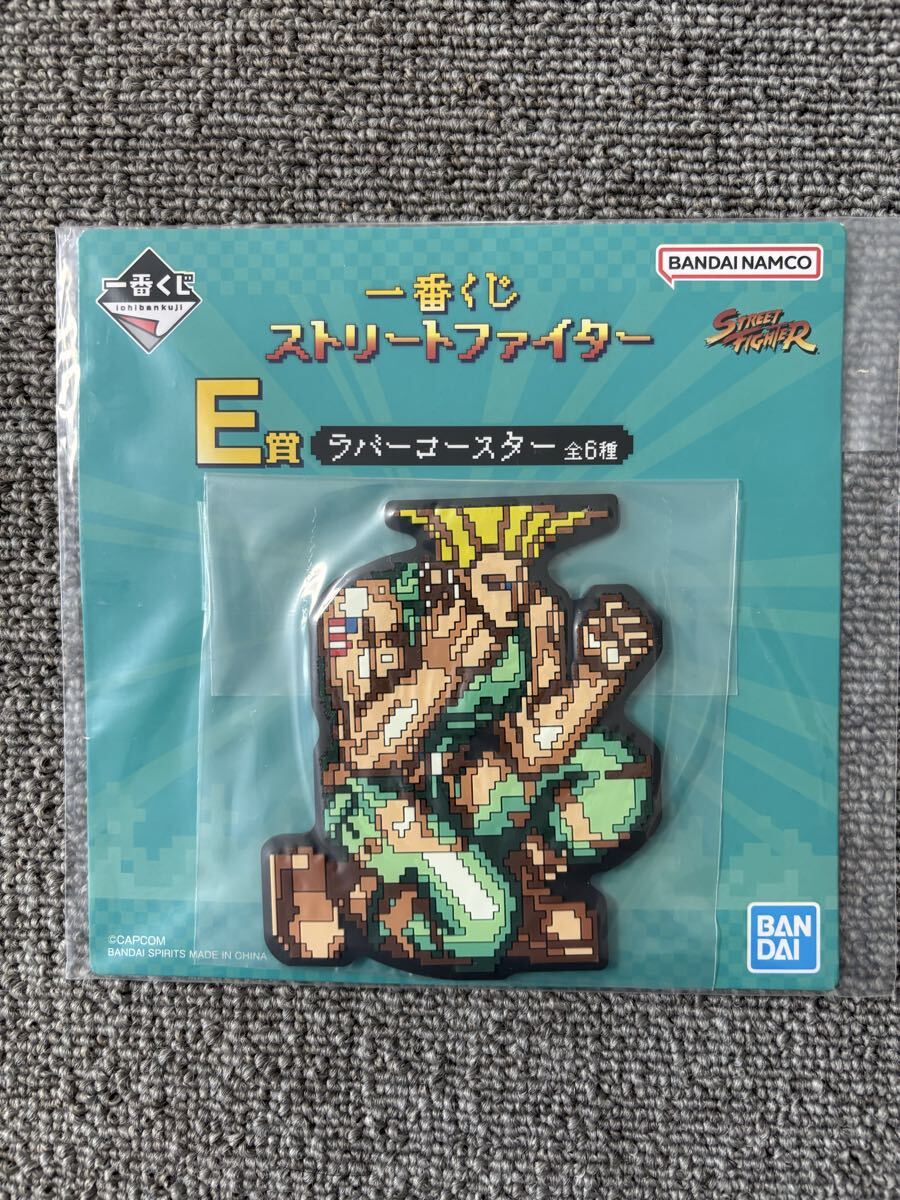 一番くじ
ichibankuji
BANDAI NAMCO
一番くじ
ストリートファイター
STREET FIGHTER
E賞 ラバーコースター 全6種
©CAPCOM
BANDAI SPIRITS MADE IN CHINA
BAN
DAI